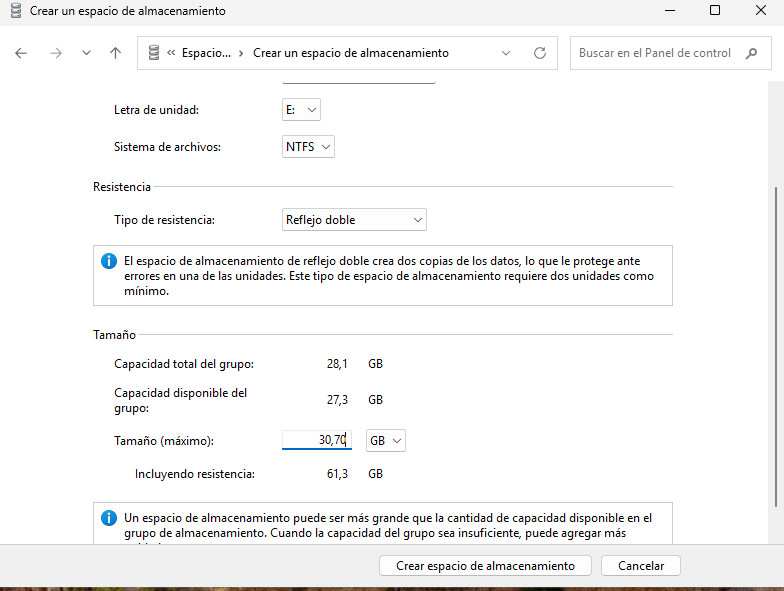 Crear un espacio de almacenamiento
« Espacio... > Crear un espacio de almacenamiento
Buscar en el Panel de control
Letra de unidad: E:
Sistema de archivos: NTFS
Resistencia
Tipo de resistencia: Reflejo doble
El espacio de almacenamiento de reflejo doble crea dos copias de los datos, lo que le protege ante
errores en una de las unidades. Este tipo de espacio de almacenamiento requiere dos unidades como
mínimo.
Tamaño
Capacidad total del grupo: 28,1 GB
Capacidad disponible del
grupo: 27,3 GB
Tamaño (máximo): 30,70 GB
Incluyendo resistencia: 61,3 GB
Un espacio de almacenamiento puede ser más grande que la cantidad de capacidad disponible en el
grupo de almacenamiento. Cuando la capacidad del grupo sea insuficiente, puede agregar más
Crear espacio de almacenamiento Cancelar